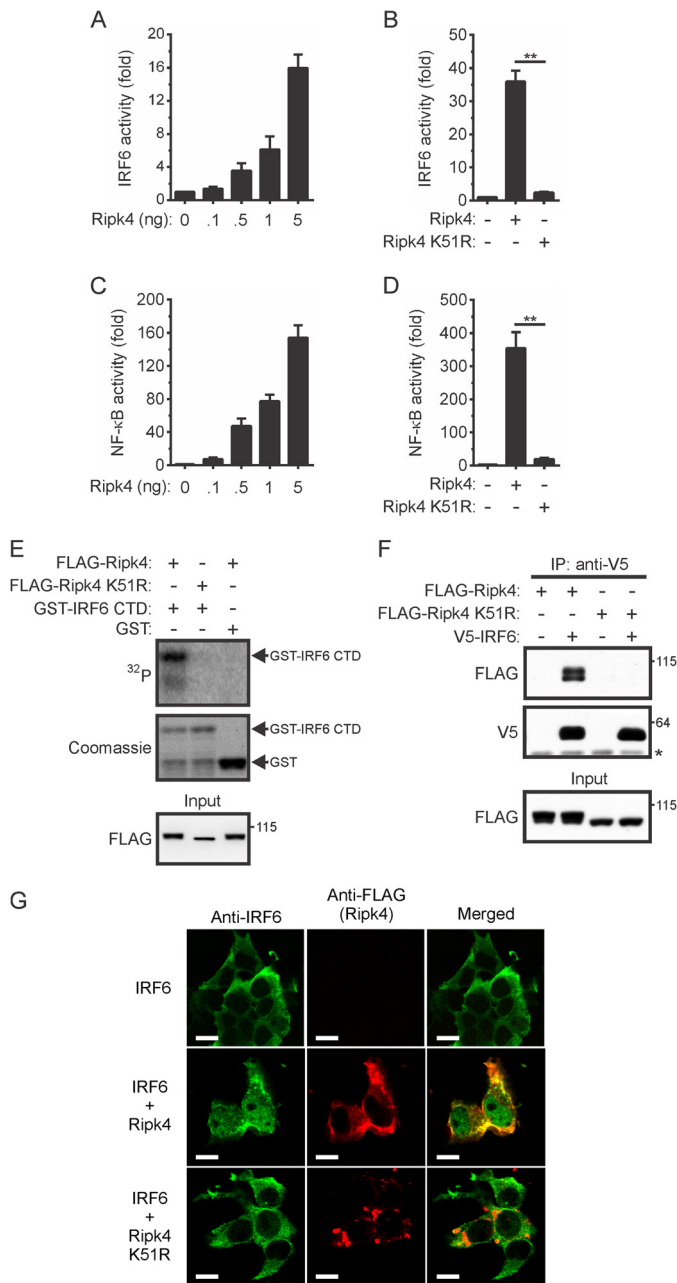 A
IRF6 activity (fold)
20
16
12
8
4
0
Ripk4 (ng): 0 .1 .5 1 5
B
IRF6 activity (fold)
50
40
30
20
10
0
**
Ripk4: - + -
Ripk4 K51R: - - +
C
NF-κB activity (fold)
200
160
120
80
40
0
Ripk4 (ng): 0 .1 .5 1 5
D
NF-κB activity (fold)
500
400
300
200
100
0
**
Ripk4: - + -
Ripk4 K51R: - - +
E
FLAG-Ripk4: + - +
FLAG-Ripk4 K51R: - + -
GST-IRF6 CTD: + + -
GST: - - +
32P
GST-IRF6 CTD
Coomassie
GST-IRF6 CTD
GST
Input
FLAG
115
F
IP: anti-V5
FLAG-Ripk4: + + - -
FLAG-Ripk4 K51R: - - + +
V5-IRF6: - + - +
FLAG
115
V5
64
*
Input
FLAG
115
G
Anti-IRF6
Anti-FLAG
(Ripk4)
Merged
IRF6
IRF6
+
Ripk4
IRF6
+
Ripk4
K51R